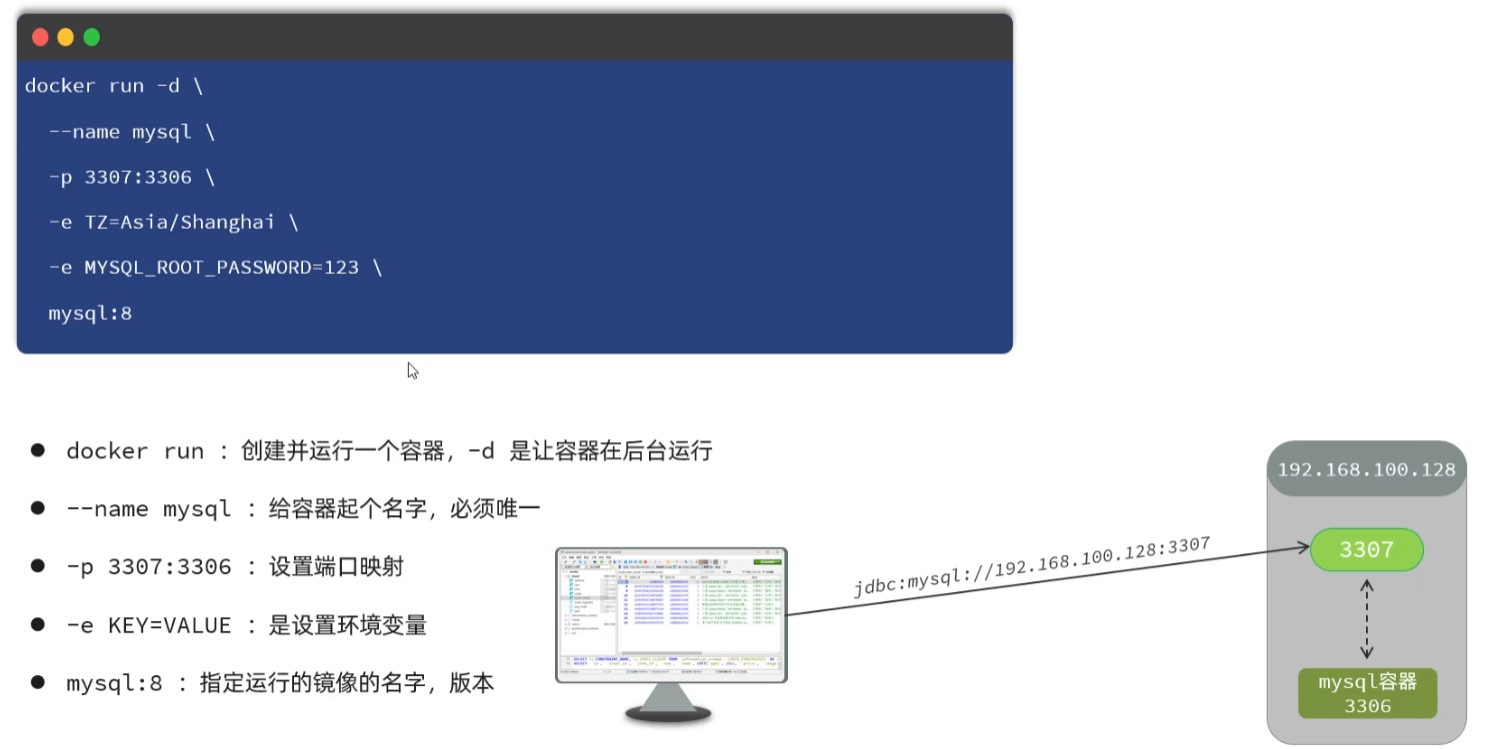 docker run -d \
--name mysql \
-p 3307:3306 \
-e TZ=Asia/Shanghai \
-e MYSQL_ROOT_PASSWORD=123 \
mysql:8
● docker run : 创建并运行一个容器，-d 是让容器在后台运行
● --name mysql : 给容器起个名字，必须唯一
● -p 3307:3306 : 设置端口映射
● -e KEY=VALUE : 是设置环境变量
● mysql:8 : 指定运行的镜像的名字，版本
jdbc:mysql://192.168.100.128:3307
192.168.100.128
3307
mysql容器
3306